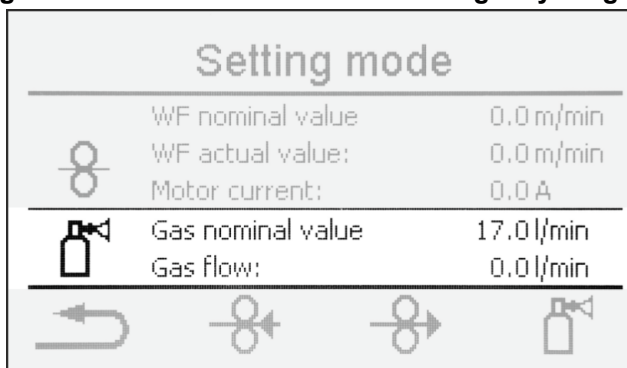 Setting mode
WF nominal value 0.0 m/min
WF actual value: 0.0 m/min
Motor current: 0.0 A
Gas nominal value 17.0 l/min
Gas flow: 0.0 l/min